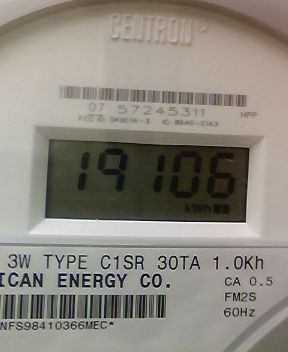 CENTRON®
07 57245311 HPP
19106
kWh
3W TYPE C1SR 30TA 1.0Kh
ICAN ENERGY CO. CA 0.5
FM2S
NFS98410366MEC* 60Hz